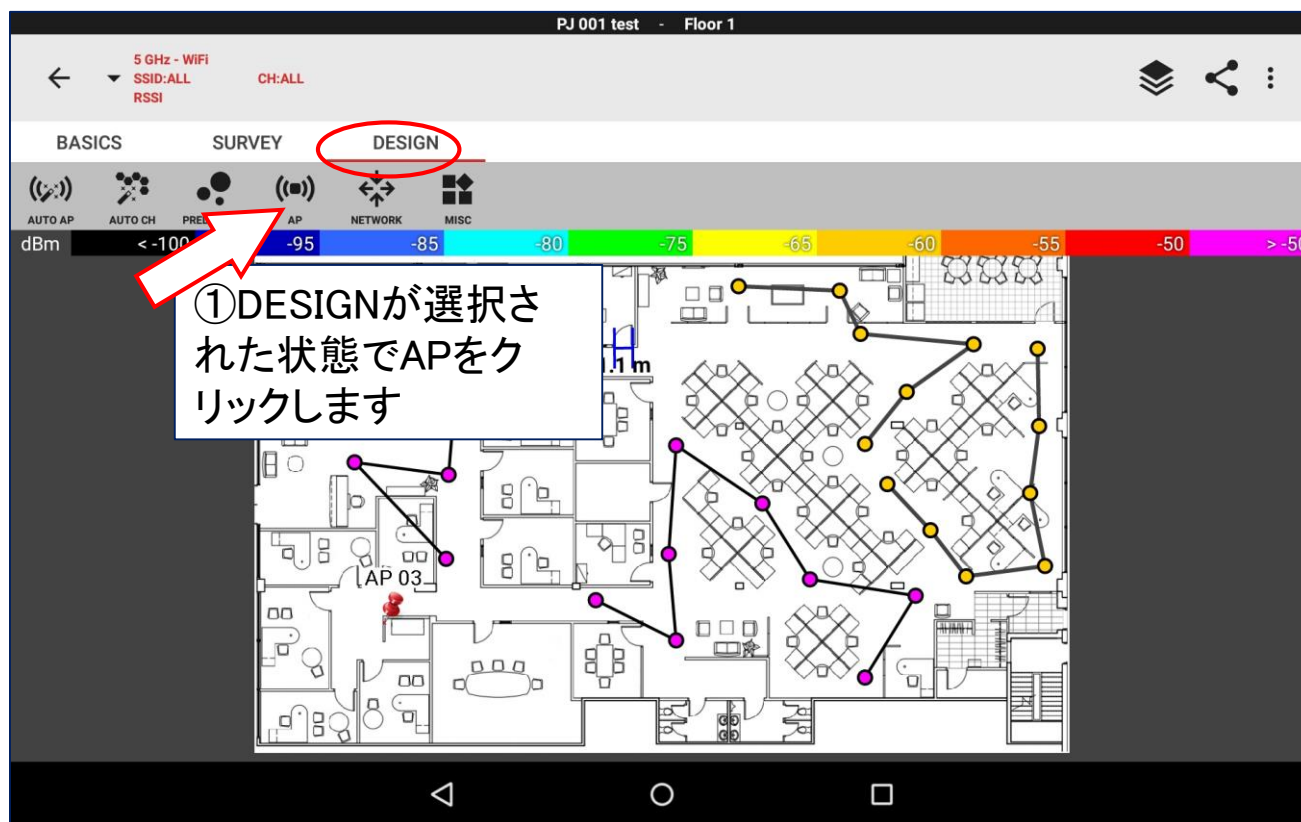 PJ 001 test - Floor 1
5 GHz - WiFi
SSID:ALL CH:ALL
RSSI
BASICS SURVEY DESIGN
AUTO AP AUTO CH AP NETWORK MISC
dBm < -100 -95 -85 -80 -75 -65 -60 -55 -50 > -50
①DESIGNが選択さ
れた状態でAPをク
リックします
AP 03